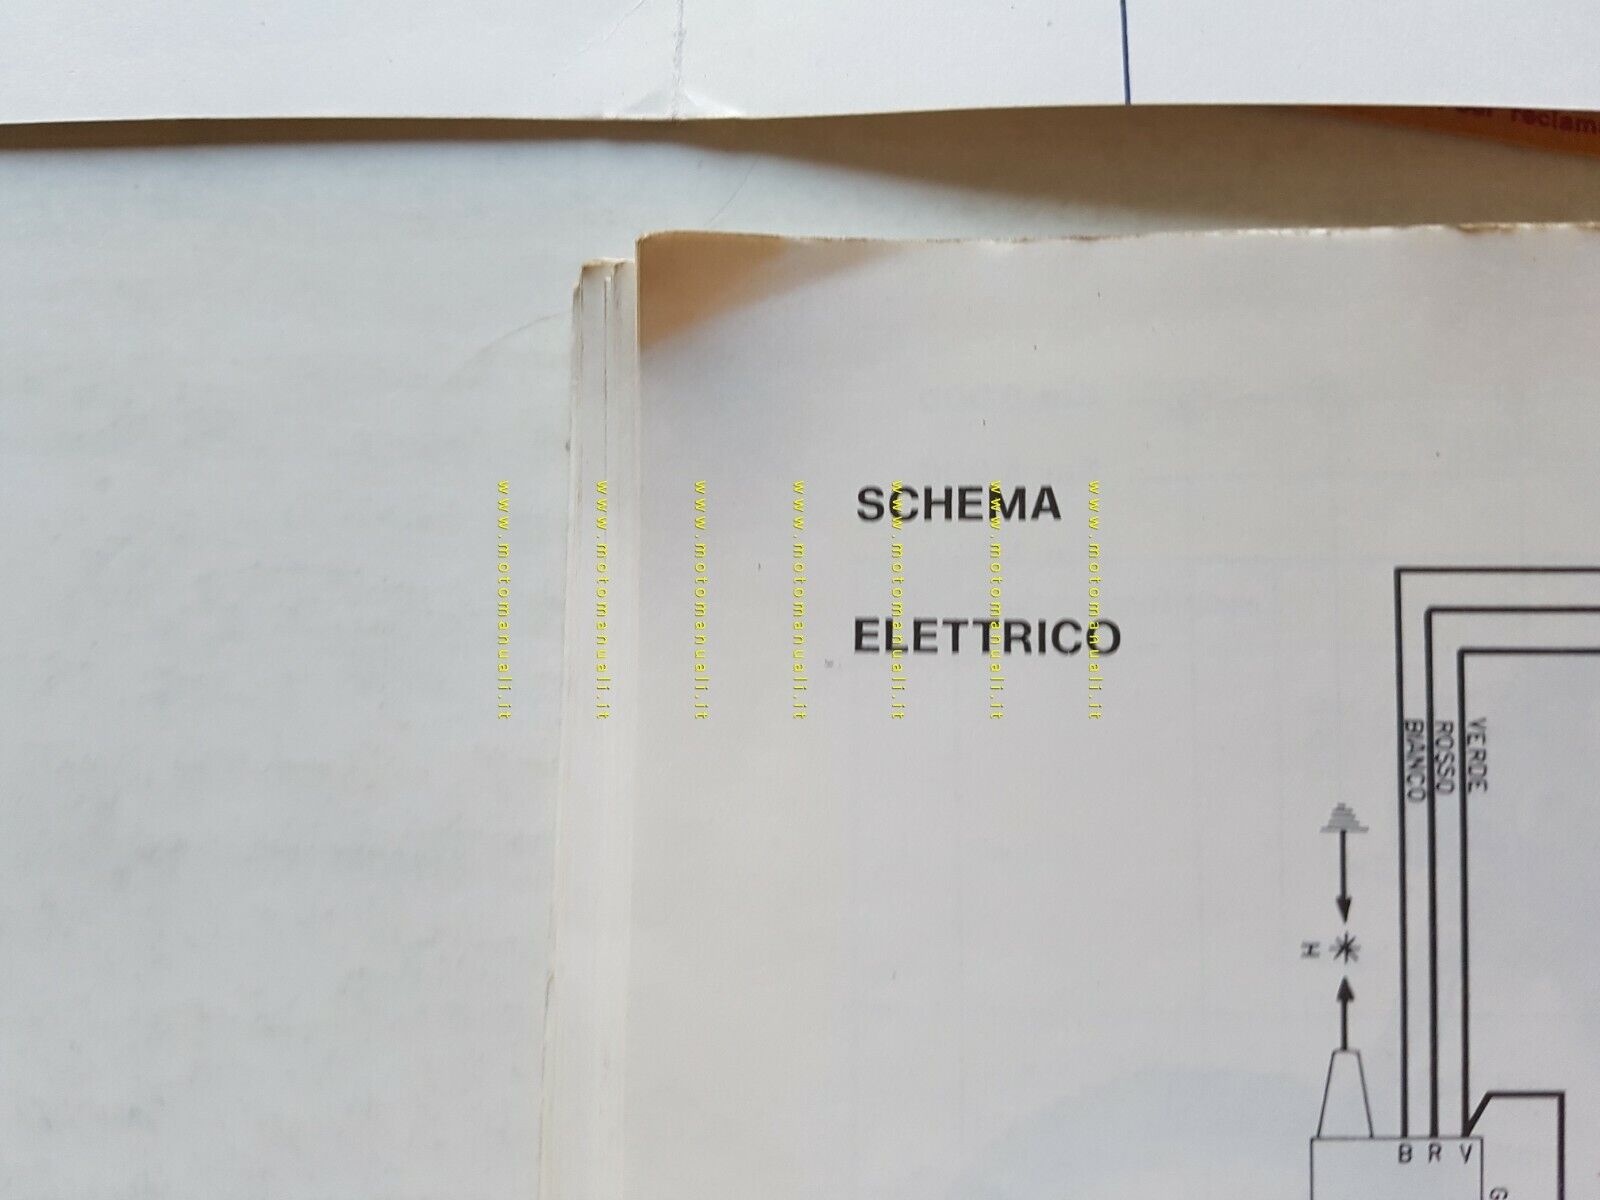 reclam
SCHEMA
ELETTRICO
www.motomanuali.it
www.motomanuali.it
www.motomanuali.it
www.motomanuali.it
www.motomanuali.it
www.motomanuali.it
www.motomanuali.it
BIANCO
ROSSO
VERDE
H
B R V
G